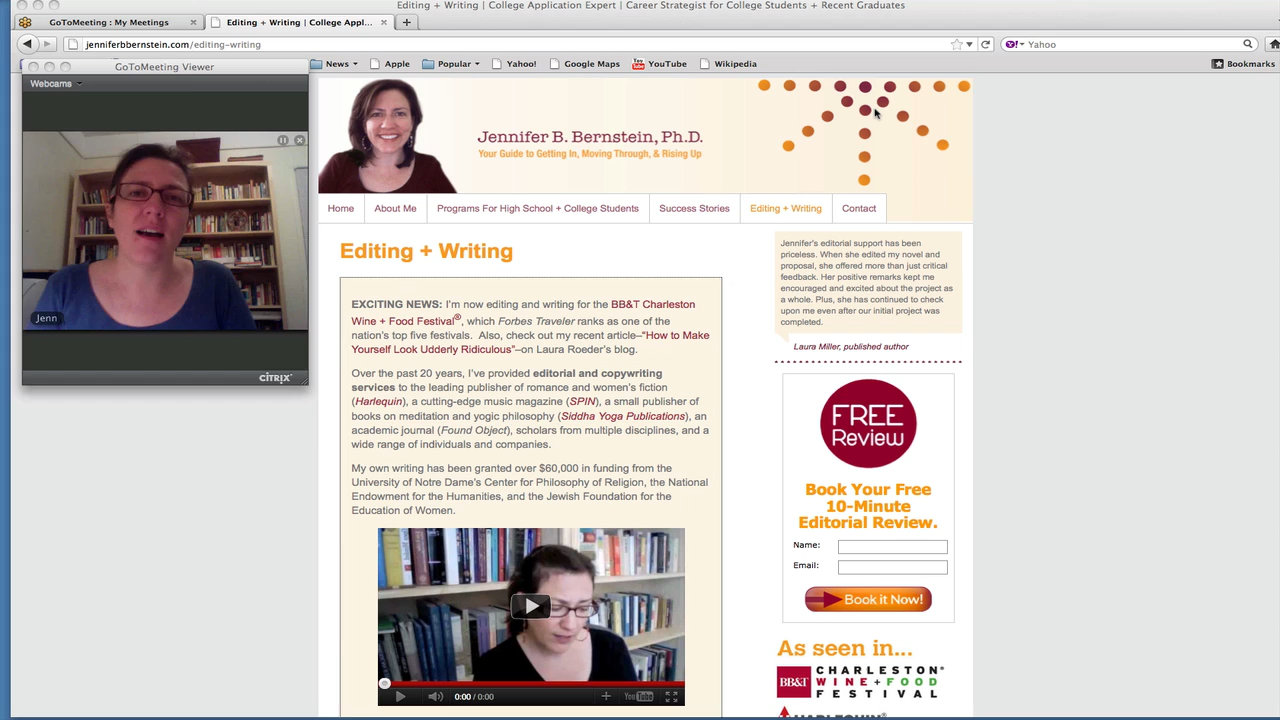 Editing + Writing | College Application Expert | Career Strategist for College Students + Recent Graduates
GoToMeeting : My Meetings
Editing + Writing | College Appl...
jenniferbbernstein.com/editing-writing
Yahoo
News
Apple
Popular
Yahoo!
Google Maps
YouTube
Wikipedia
Bookmarks
GoToMeeting Viewer
Webcams
Jenn
CITRIX
Jennifer B. Bernstein, Ph.D.
Your Guide to Getting In, Moving Through, & Rising Up
Home
About Me
Programs For High School + College Students
Success Stories
Editing + Writing
Contact
Editing + Writing
EXCITING NEWS: I'm now editing and writing for the BB&T Charleston
Wine + Food Festival®, which Forbes Traveler ranks as one of the
nation's top five festivals. Also, check out my recent article–"How to Make
Yourself Look Udderly Ridiculous"–on Laura Roeder's blog.
Over the past 20 years, I've provided editorial and copywriting
services to the leading publisher of romance and women's fiction
(Harlequin), a cutting-edge music magazine (SPIN), a small publisher of
books on meditation and yogic philosophy (Siddha Yoga Publications), an
academic journal (Found Object), scholars from multiple disciplines, and a
wide range of individuals and companies.
My own writing has been granted over $60,000 in funding from the
University of Notre Dame's Center for Philosophy of Religion, the National
Endowment for the Humanities, and the Jewish Foundation for the
Education of Women.
0:00 / 0:00
YouTube
Jennifer's editorial support has been
priceless. When she edited my novel and
proposal, she offered more than just critical
feedback. Her positive remarks kept me
encouraged and excited about the project as
a whole. Plus, she has continued to check
upon me even after our initial project was
completed.
Laura Miller, published author
FREE
Review
Book Your Free
10-Minute
Editorial Review.
Name:
Email:
Book it Now!
As seen in...
BB&T
CHARLESTON
WINE + FOOD
FESTIVAL
HARLEQUIN®